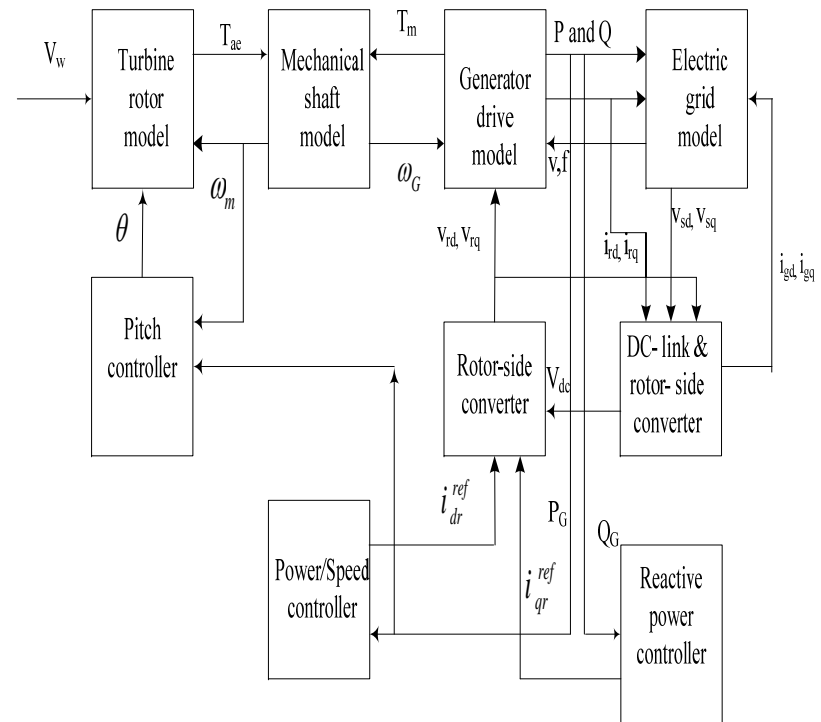 V_w
Turbine
rotor
model
T_ae
Mechanical
shaft
model
T_m
Generator
drive
model
P and Q
Electric
grid
model
ω_m
ω_G
v,f
θ
v_rd, v_rq
i_rd, i_rq
v_sd, v_sq
i_gd, i_gq
Pitch
controller
Rotor-side
converter
V_dc
DC- link &
rotor- side
converter
i_dr^ref
P_G
Q_G
Power/Speed
controller
i_qr^ref
Reactive
power
controller